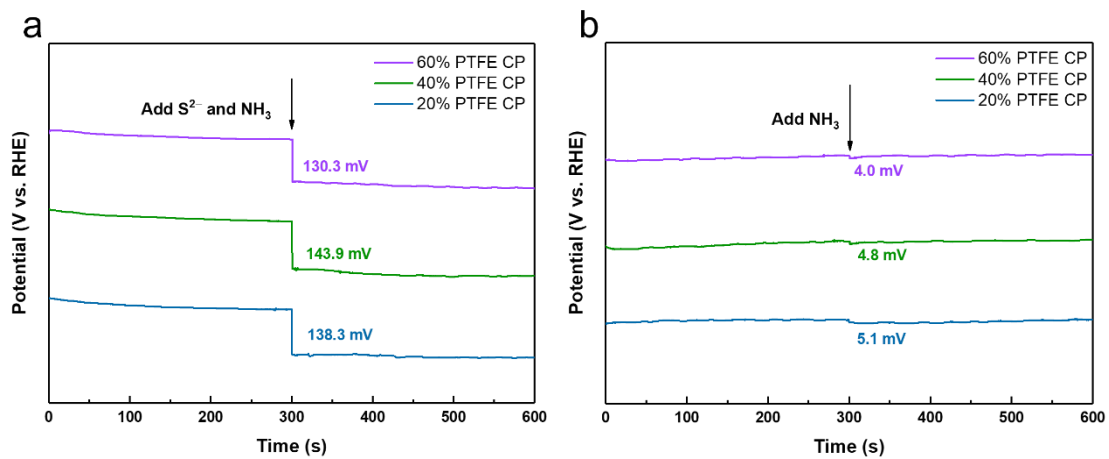 a
60% PTFE CP
40% PTFE CP
20% PTFE CP
Add S²⁻ and NH₃
130.3 mV
143.9 mV
138.3 mV
Potential (V vs. RHE)
0 100 200 300 400 500 600
Time (s)
b
60% PTFE CP
40% PTFE CP
20% PTFE CP
Add NH₃
4.0 mV
4.8 mV
5.1 mV
Potential (V vs. RHE)
0 100 200 300 400 500 600
Time (s)